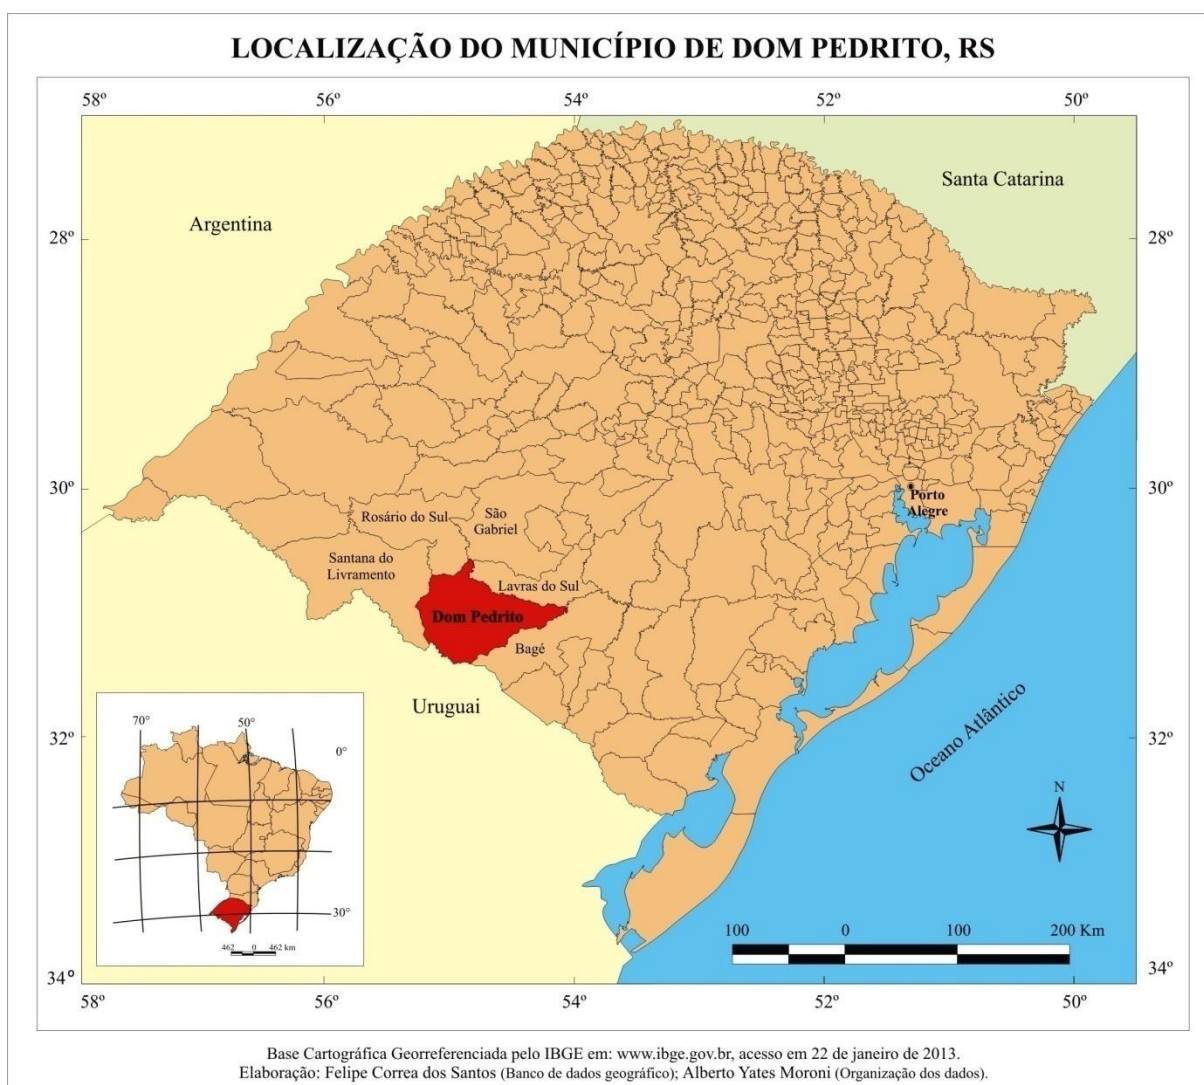 LOCALIZAÇÃO DO MUNICÍPIO DE DOM PEDRITO, RS
58º 56º 54º 52º 50º
Santa Catarina
Argentina
28º 28º
30º 30º
Porto
Alegre
Rosário do Sul
São
Gabriel
Santana do
Livramento
Lavras do Sul
Dom Pedrito
Bagé
Uruguai
Oceano Atlântico
32º 32º
70° 50°
0°
30°
462 0 462 km
N
100 0 100 200 Km
34º 34º
58º 56º 54º 52º 50º
Base Cartográfica Georreferenciada pelo IBGE em: www.ibge.gov.br, acesso em 22 de janeiro de 2013.
Elaboração: Felipe Correa dos Santos (Banco de dados geográfico); Alberto Yates Moroni (Organização dos dados).